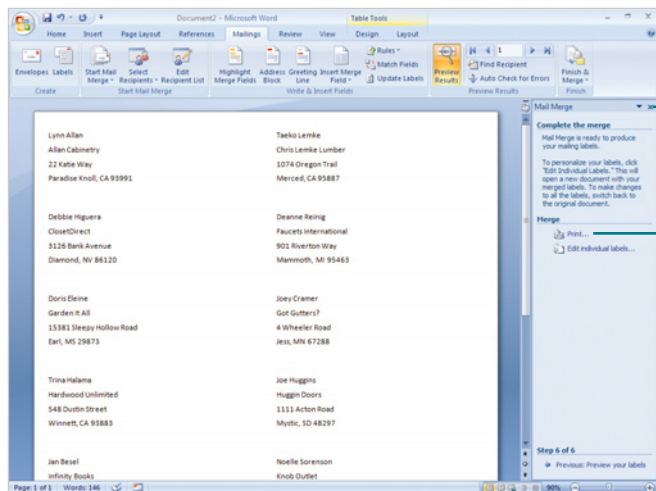 Document2 - Microsoft Word
Table Tools
Home Insert Page Layout References Mailings Review View Design Layout
Envelopes Labels
Create
Start Mail Merge
Select Recipients
Edit Recipient List
Start Mail Merge
Highlight Merge Fields
Address Block
Greeting Line
Insert Merge Field
Rules
Match Fields
Update Labels
Write & Insert Fields
Preview Results
1
Find Recipient
Auto Check for Errors
Preview Results
Finish & Merge
Finish
Lynn Allan
Allan Cabinetry
22 Katie Way
Paradise Knoll, CA 93991
Taeko Lemke
Chris Lemke Lumber
1074 Oregon Trail
Merced, CA 95887
Debbie Higuera
ClosetDirect
3126 Bank Avenue
Diamond, NV 86120
Deanne Reinig
Faucets International
901 Riverton Way
Mammoth, MI 95463
Doris Eleine
Garden It All
15381 Sleepy Hollow Road
Earl, MS 29873
Joey Cramer
Got Gutters?
4 Wheeler Road
Jess, MN 67288
Trina Halama
Hardwood Unlimited
548 Dustin Street
Winnett, CA 93883
Joe Huggins
Huggin Doors
1111 Acton Road
Mystic, SD 48297
Jan Besel
Infinity Books
Noelle Sorenson
Knob Outlet
Mail Merge
Complete the merge
Mail Merge is ready to produce
your mailing labels.
To personalize your labels, click
"Edit Individual Labels." This will
open a new document with your
merged labels. To make changes
to all the labels, switch back to
the original document.
Merge
Print...
Edit individual labels...
Step 6 of 6
Previous: Preview your labels
Page: 1 of 1 Words: 146
90%